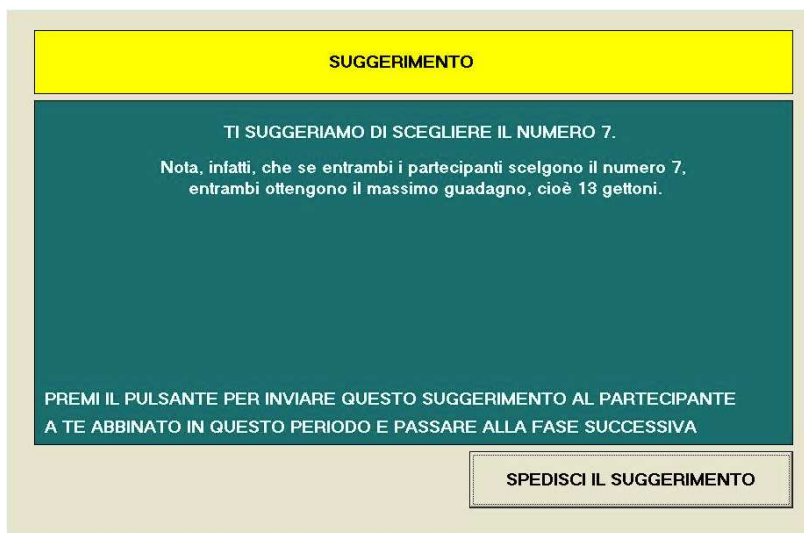 SUGGERIMENTO
TI SUGGERIAMO DI SCEGLIERE IL NUMERO 7.
Nota, infatti, che se entrambi i partecipanti scelgono il numero 7,
entrambi ottengono il massimo guadagno, cioè 13 gettoni.
PREMI IL PULSANTE PER INVIARE QUESTO SUGGERIMENTO AL PARTECIPANTE
A TE ABBINATO IN QUESTO PERIODO E PASSARE ALLA FASE SUCCESSIVA
SPEDISCI IL SUGGERIMENTO